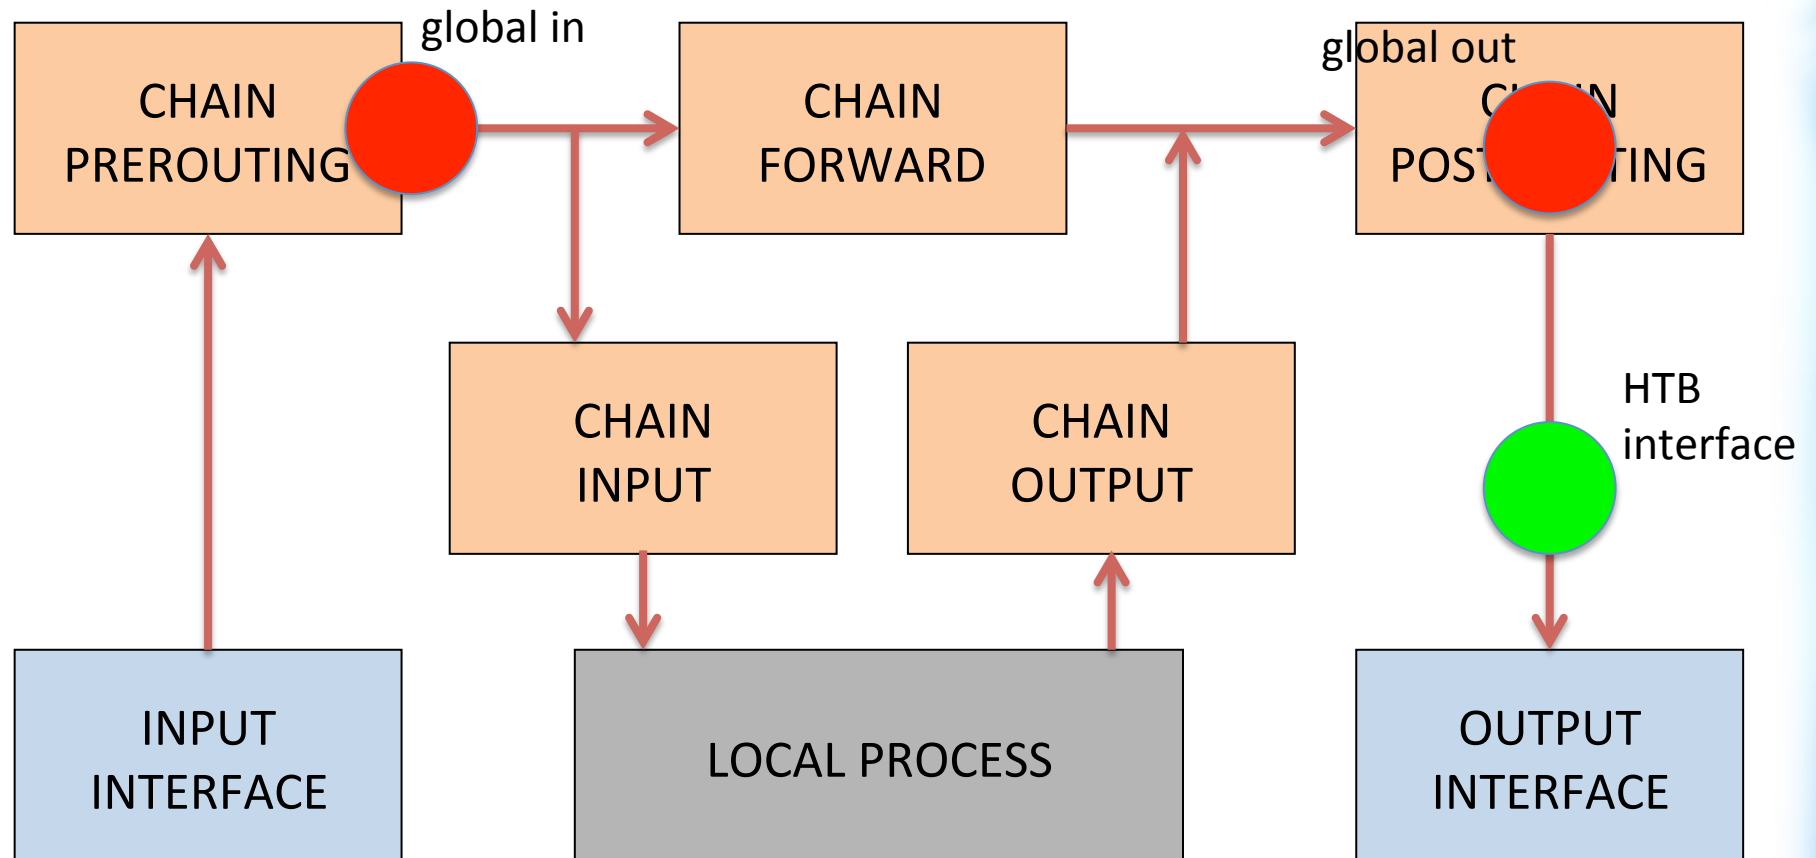 global in
global out
CHAIN
PREROUTING
CHAIN
FORWARD
HTB
interface
CHAIN
INPUT
CHAIN
OUTPUT
INPUT
INTERFACE
LOCAL PROCESS
OUTPUT
INTERFACE